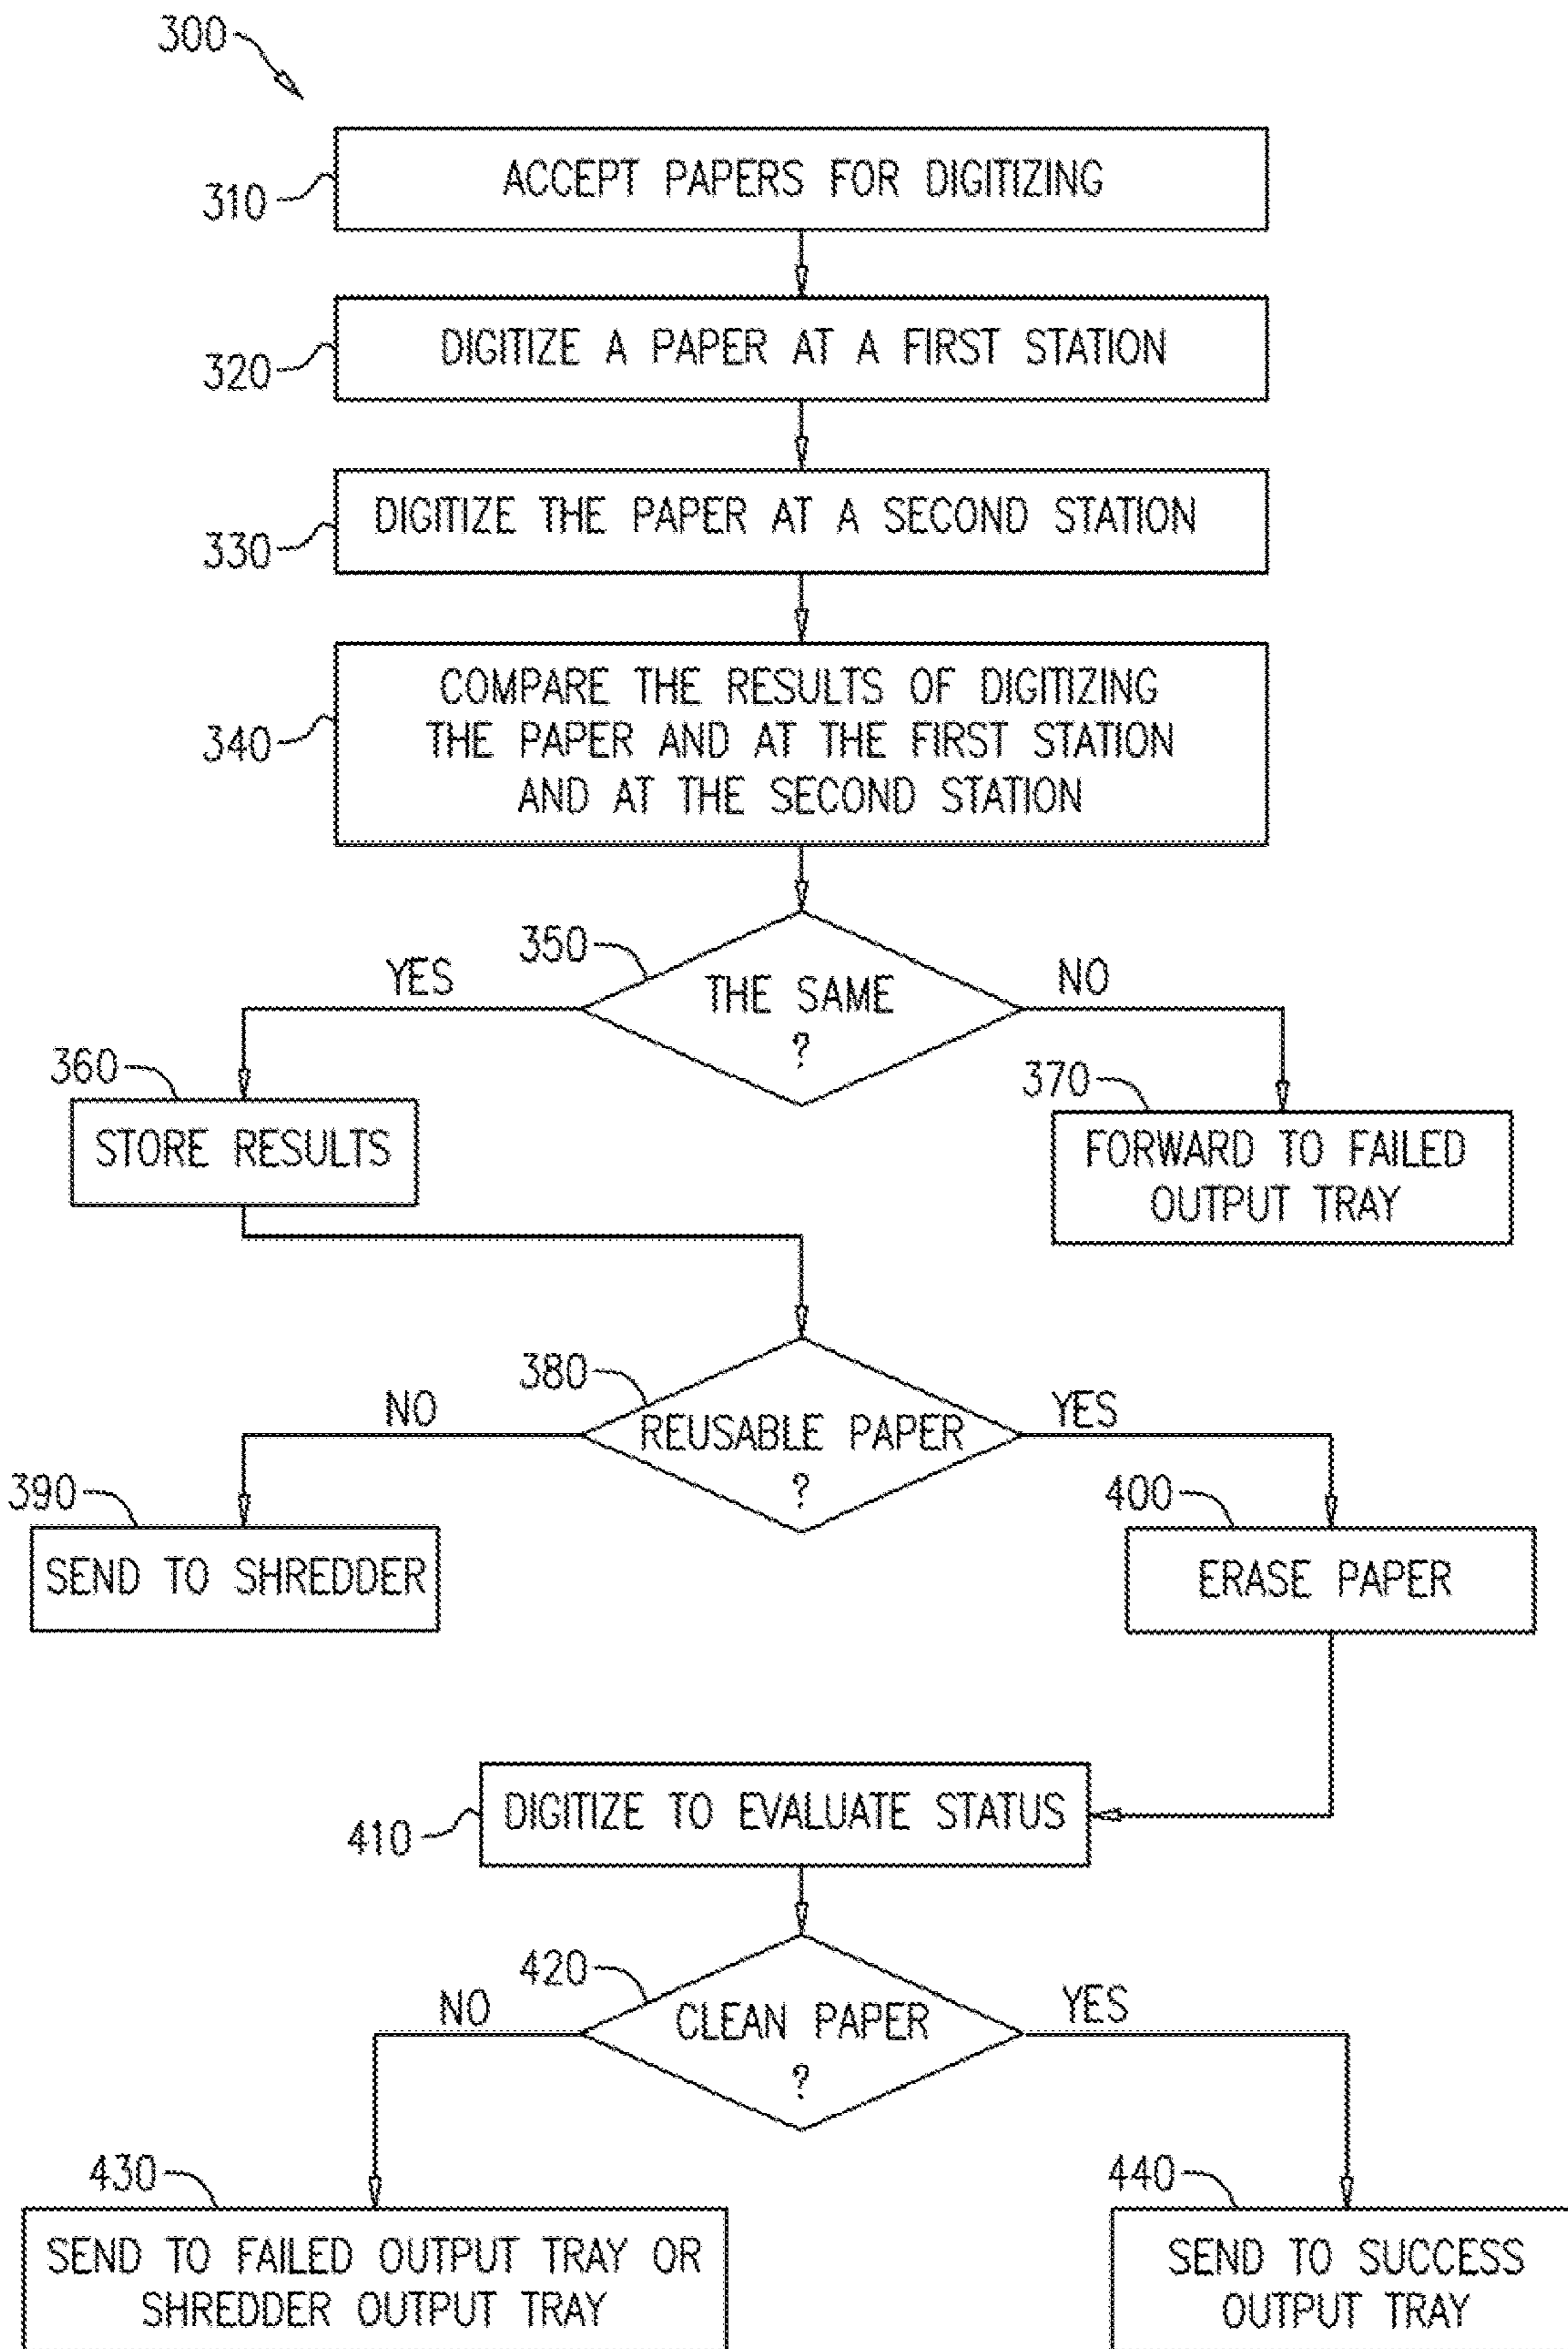 300
ACCEPT PAPERS FOR DIGITIZING
310
DIGITIZE A PAPER AT A FIRST STATION
320
DIGITIZE THE PAPER AT A SECOND STATION
330
COMPARE THE RESULTS OF DIGITIZING
THE PAPER AND AT THE FIRST STATION
AND AT THE SECOND STATION
340
350
YES
THE SAME
?
NO
360
STORE RESULTS
370
FORWARD TO FAILED
OUTPUT TRAY
380
NO
REUSABLE PAPER
?
YES
390
SEND TO SHREDDER
400
ERASE PAPER
410
DIGITIZE TO EVALUATE STATUS
420
NO
CLEAN PAPER
?
YES
430
SEND TO FAILED OUTPUT TRAY OR
SHREDDER OUTPUT TRAY
440
SEND TO SUCCESS
OUTPUT TRAY